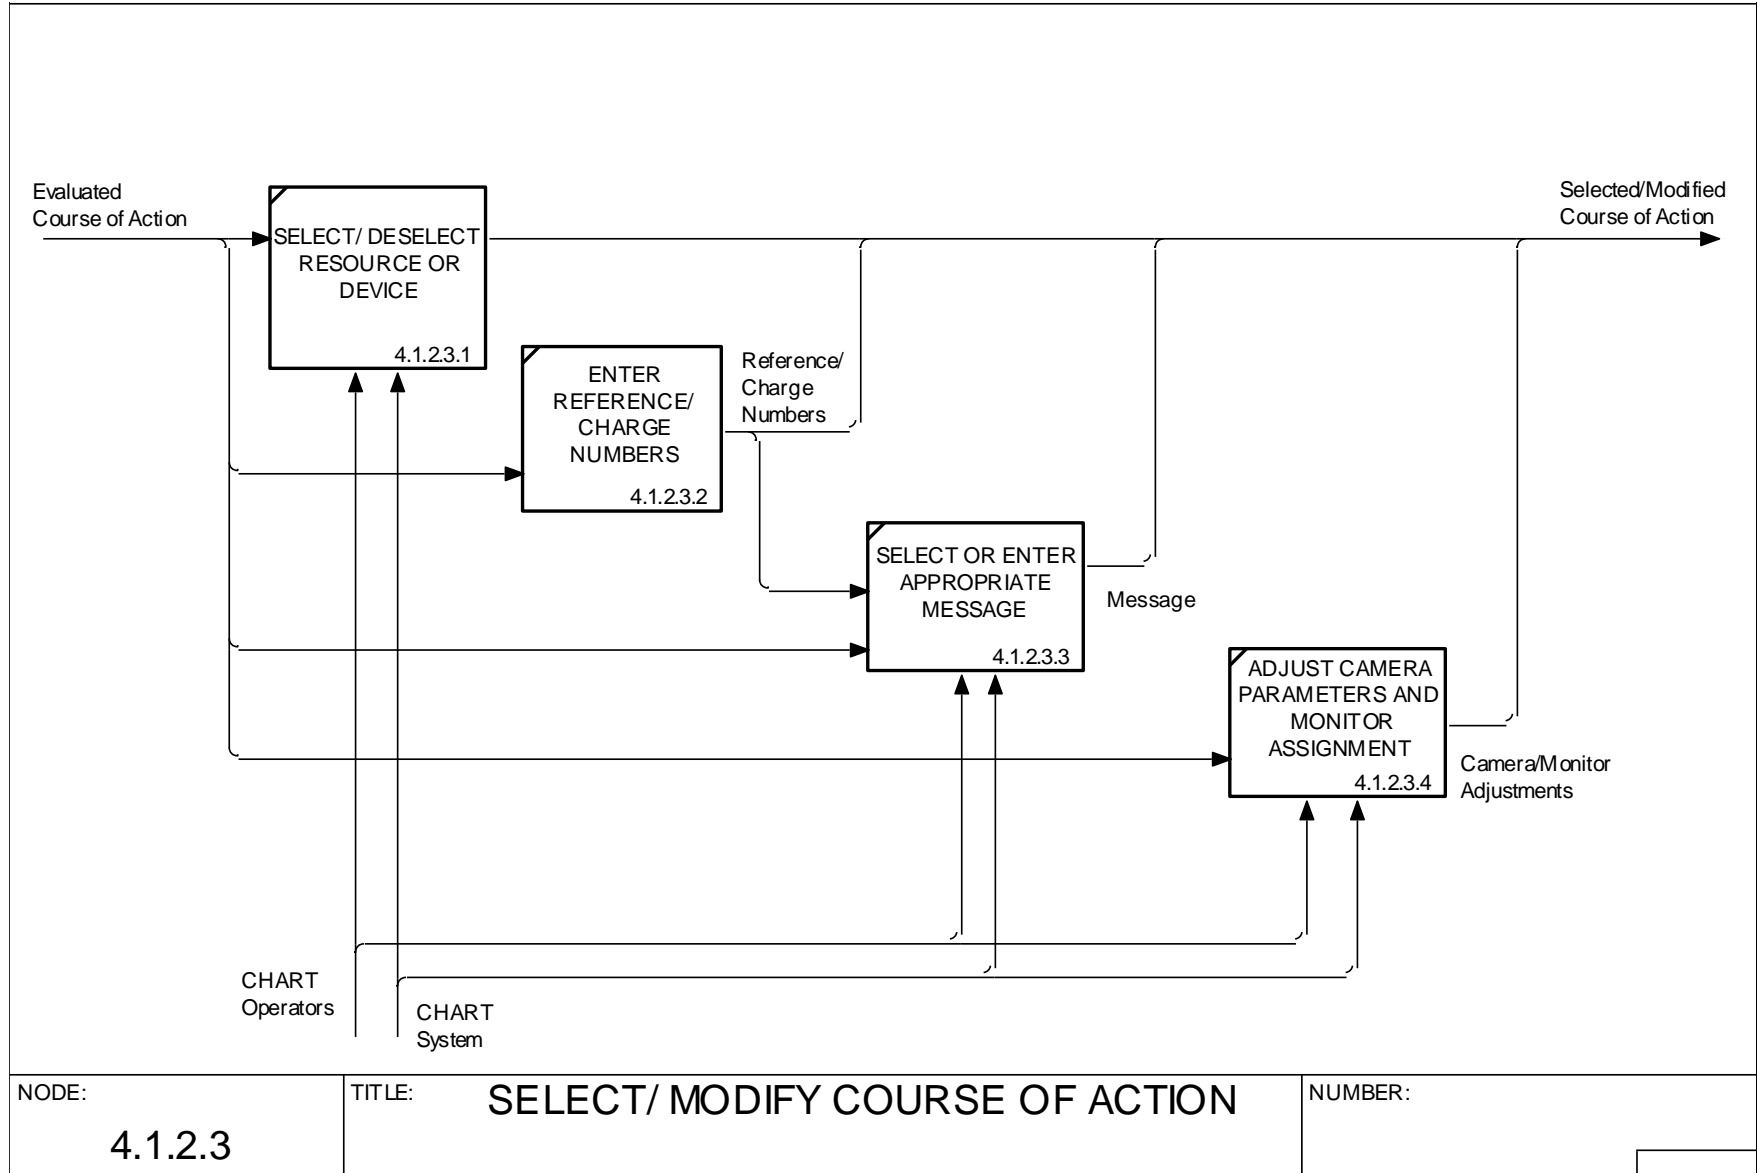 Evaluated
Course of Action
Selected/Modified
Course of Action
SELECT/ DESELECT
RESOURCE OR
DEVICE
4.1.2.3.1
ENTER
REFERENCE/
CHARGE
NUMBERS
4.1.2.3.2
Reference/
Charge
Numbers
SELECT OR ENTER
APPROPRIATE
MESSAGE
4.1.2.3.3
Message
ADJUST CAMERA
PARAMETERS AND
MONITOR
ASSIGNMENT
4.1.2.3.4
Camera/Monitor
Adjustments
CHART
Operators
CHART
System
NODE:
4.1.2.3
TITLE:
SELECT/ MODIFY COURSE OF ACTION
NUMBER: